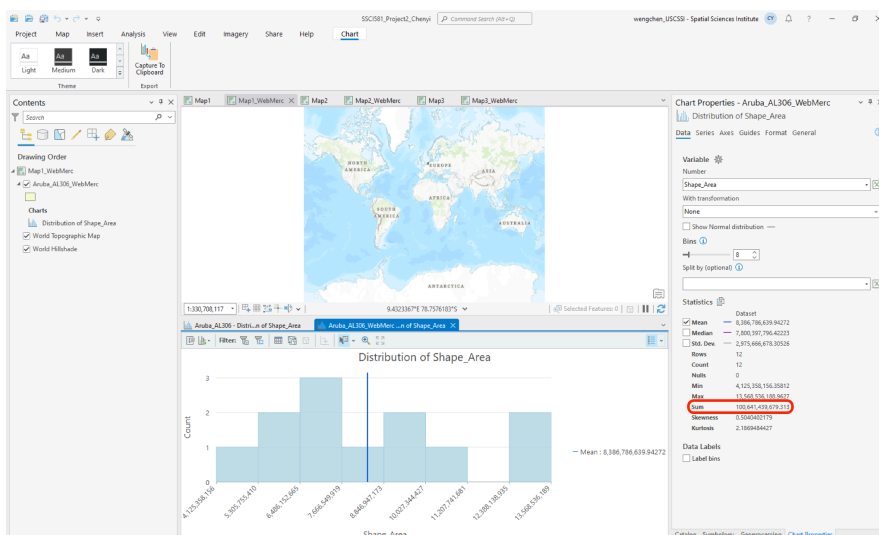 SSCI581_Project2_Chenyi
Command Search (Alt+Q)
wengchen_USCSSI - Spatial Sciences Institute
CY
?
Project Map Insert Analysis View Edit Imagery Share Help Chart
Aa Aa Aa
Light Medium Dark
Capture To
Clipboard
Theme
Export
Contents
Search
Drawing Order
Map1_WebMerc
Aruba_AL306_WebMerc
Charts
Distribution of Shape_Area
World Topographic Map
World Hillshade
Map1 Map1_WebMerc Map2 Map2_WebMerc Map3 Map3_WebMerc
NORTH
AMERICA
EUROPE
ASIA
AFRICA
SOUTH
AMERICA
AUSTRALIA
ANTARCTICA
1:330,708,117
9.4323367°E 78.7576183°S
Selected Features: 0
Aruba_AL306 - Distri...n of Shape_Area
Aruba_AL306_WebMerc ...n of Shape_Area
Filter:
Distribution of Shape_Area
Count
3
2
1
0
4,125,358,156
5,305,755,410
6,486,152,665
7,666,549,919
8,846,947,173
10,027,344,427
11,207,741,681
12,388,138,935
13,568,536,189
Shape_Area
Mean : 8,386,786,639.94272
Chart Properties - Aruba_AL306_WebMerc
Distribution of Shape_Area
Data Series Axes Guides Format General
Variable
Number
Shape_Area
With transformation
None
Show Normal distribution
Bins
8
Split by (optional)
Statistics
Dataset
Mean 8,386,786,639.94272
Median 7,800,397,796.42225
Std. Dev. 2,975,666,678.30526
Rows 12
Count 12
Nulls 0
Min 4,125,358,156.35812
Max 13,568,536,188.9627
Sum 100,641,439,679.313
Skewness 0.5040402179
Kurtosis 2.1869484427
Data Labels
Label bins
Catalog Symbology Geoprocessing Chart Properties